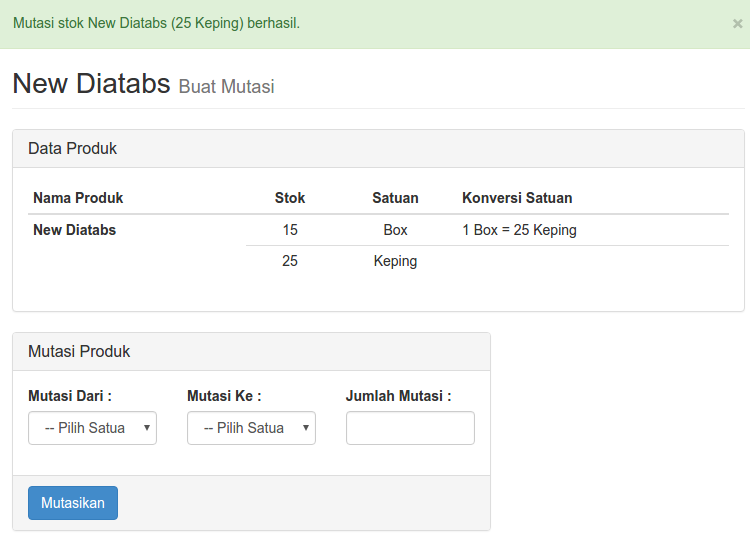 Mutasi stok New Diatabs (25 Keping) berhasil. ×
New Diatabs Buat Mutasi
Data Produk
Nama Produk Stok Satuan Konversi Satuan
New Diatabs 15 Box 1 Box = 25 Keping
25 Keping
Mutasi Produk
Mutasi Dari : Mutasi Ke : Jumlah Mutasi :
-- Pilih Satua -- Pilih Satua
Mutasikan